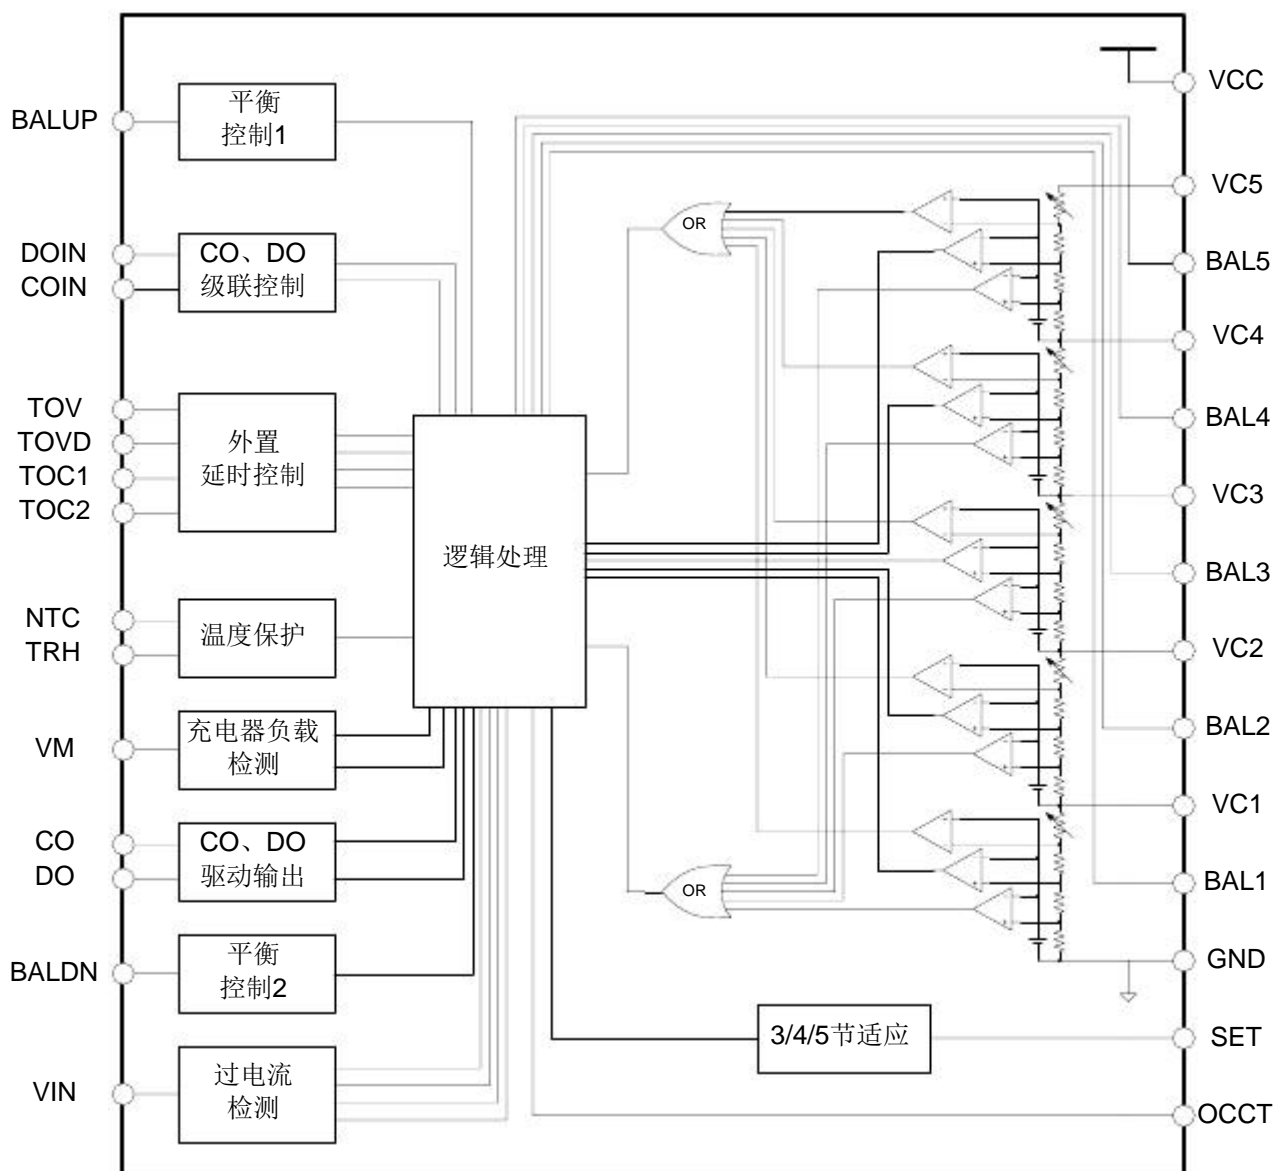 BALUP
平衡
控制1
DOIN
COIN
CO、DO
级联控制
TOV
TOVD
TOC1
TOC2
外置
延时控制
NTC
TRH
温度保护
VM
充电器负载
检测
CO
DO
CO、DO
驱动输出
BALDN
平衡
控制2
VIN
过电流
检测
逻辑处理
OR
OR
3/4/5节适应
VCC
VC5
BAL5
VC4
BAL4
VC3
BAL3
VC2
BAL2
VC1
BAL1
GND
SET
OCCT